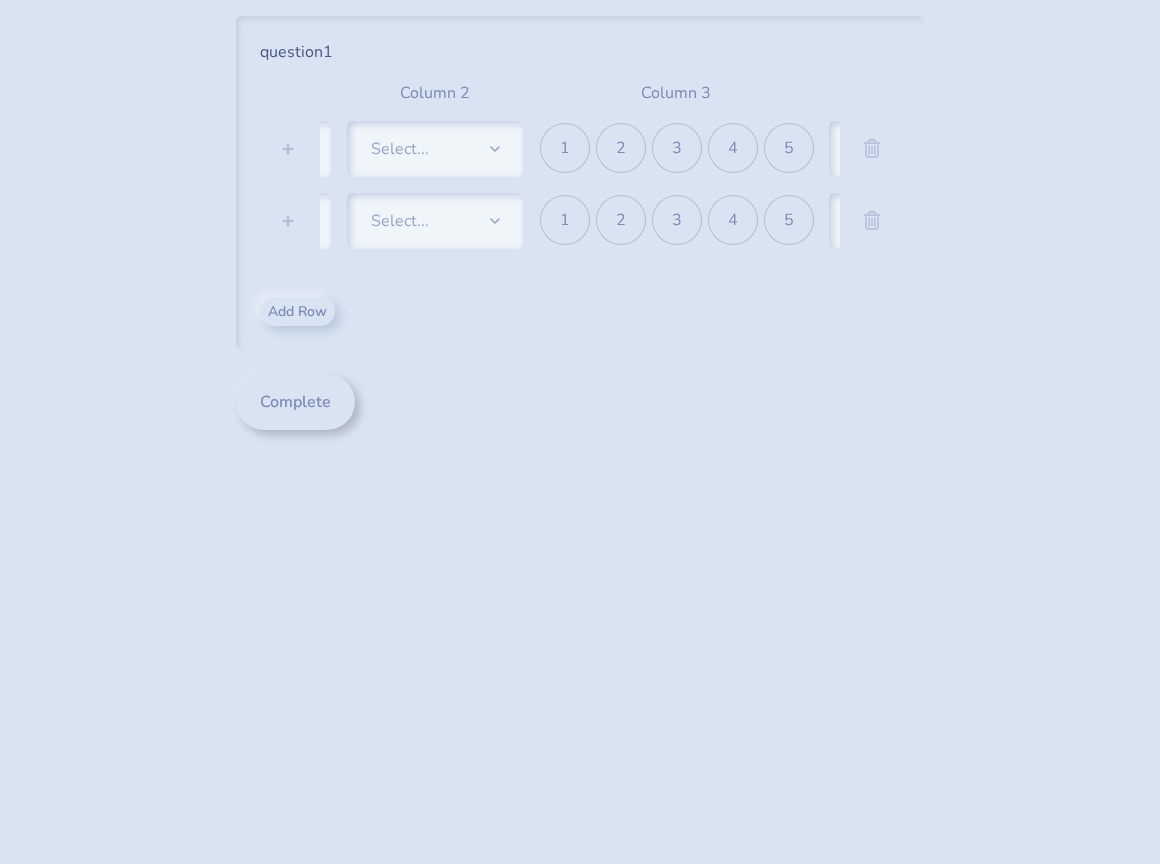 question1
Column 2 Column 3
+ Select... 1 2 3 4 5
+ Select... 1 2 3 4 5
Add Row
Complete